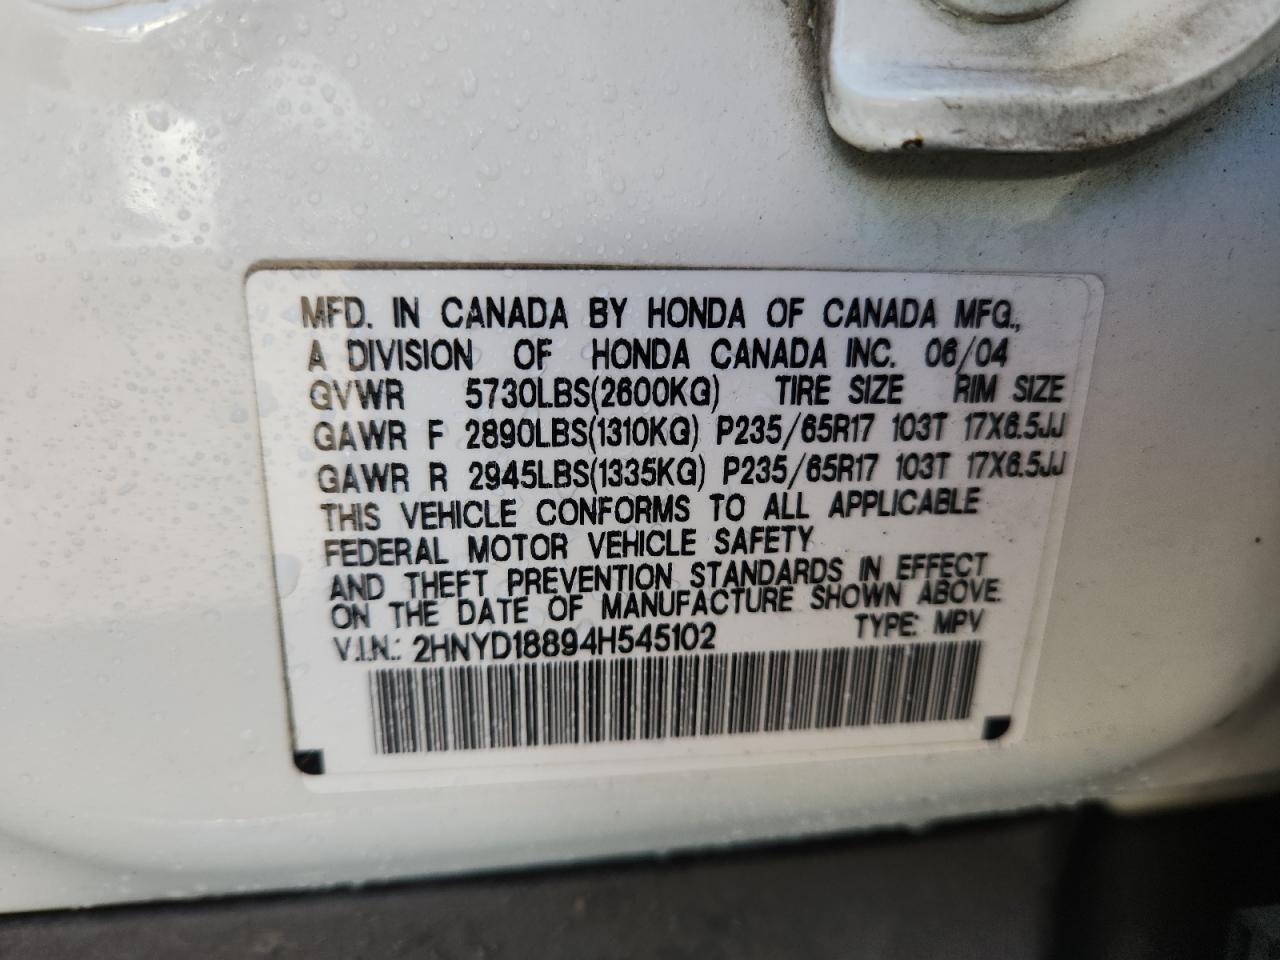 MFD. IN CANADA BY HONDA OF CANADA MFG.,
A DIVISION OF HONDA CANADA INC. 06/04
GVWR 5730LBS(2600KG) TIRE SIZE RIM SIZE
GAWR F 2890LBS(1310KG) P235/65R17 103T 17X6.5JJ
GAWR R 2945LBS(1335KG) P235/65R17 103T 17X6.5JJ
THIS VEHICLE CONFORMS TO ALL APPLICABLE
FEDERAL MOTOR VEHICLE SAFETY
AND THEFT PREVENTION STANDARDS IN EFFECT
ON THE DATE OF MANUFACTURE SHOWN ABOVE.
V.I.N.: 2HNYD18894H545102 TYPE: MPV